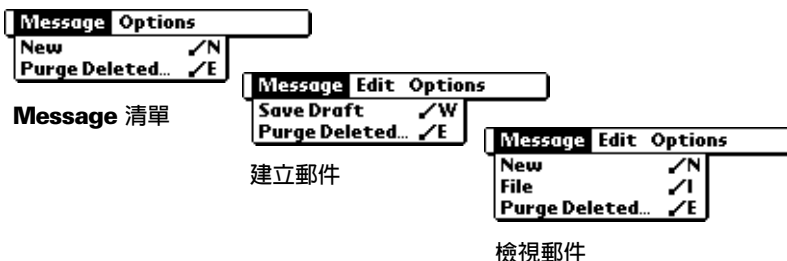 Message Options
New ✓N
Purge Deleted... ✓E
Message 清單
Message Edit Options
Save Draft ✓W
Purge Deleted... ✓E
建立郵件
Message Edit Options
New ✓N
File ✓I
Purge Deleted... ✓E
檢視郵件